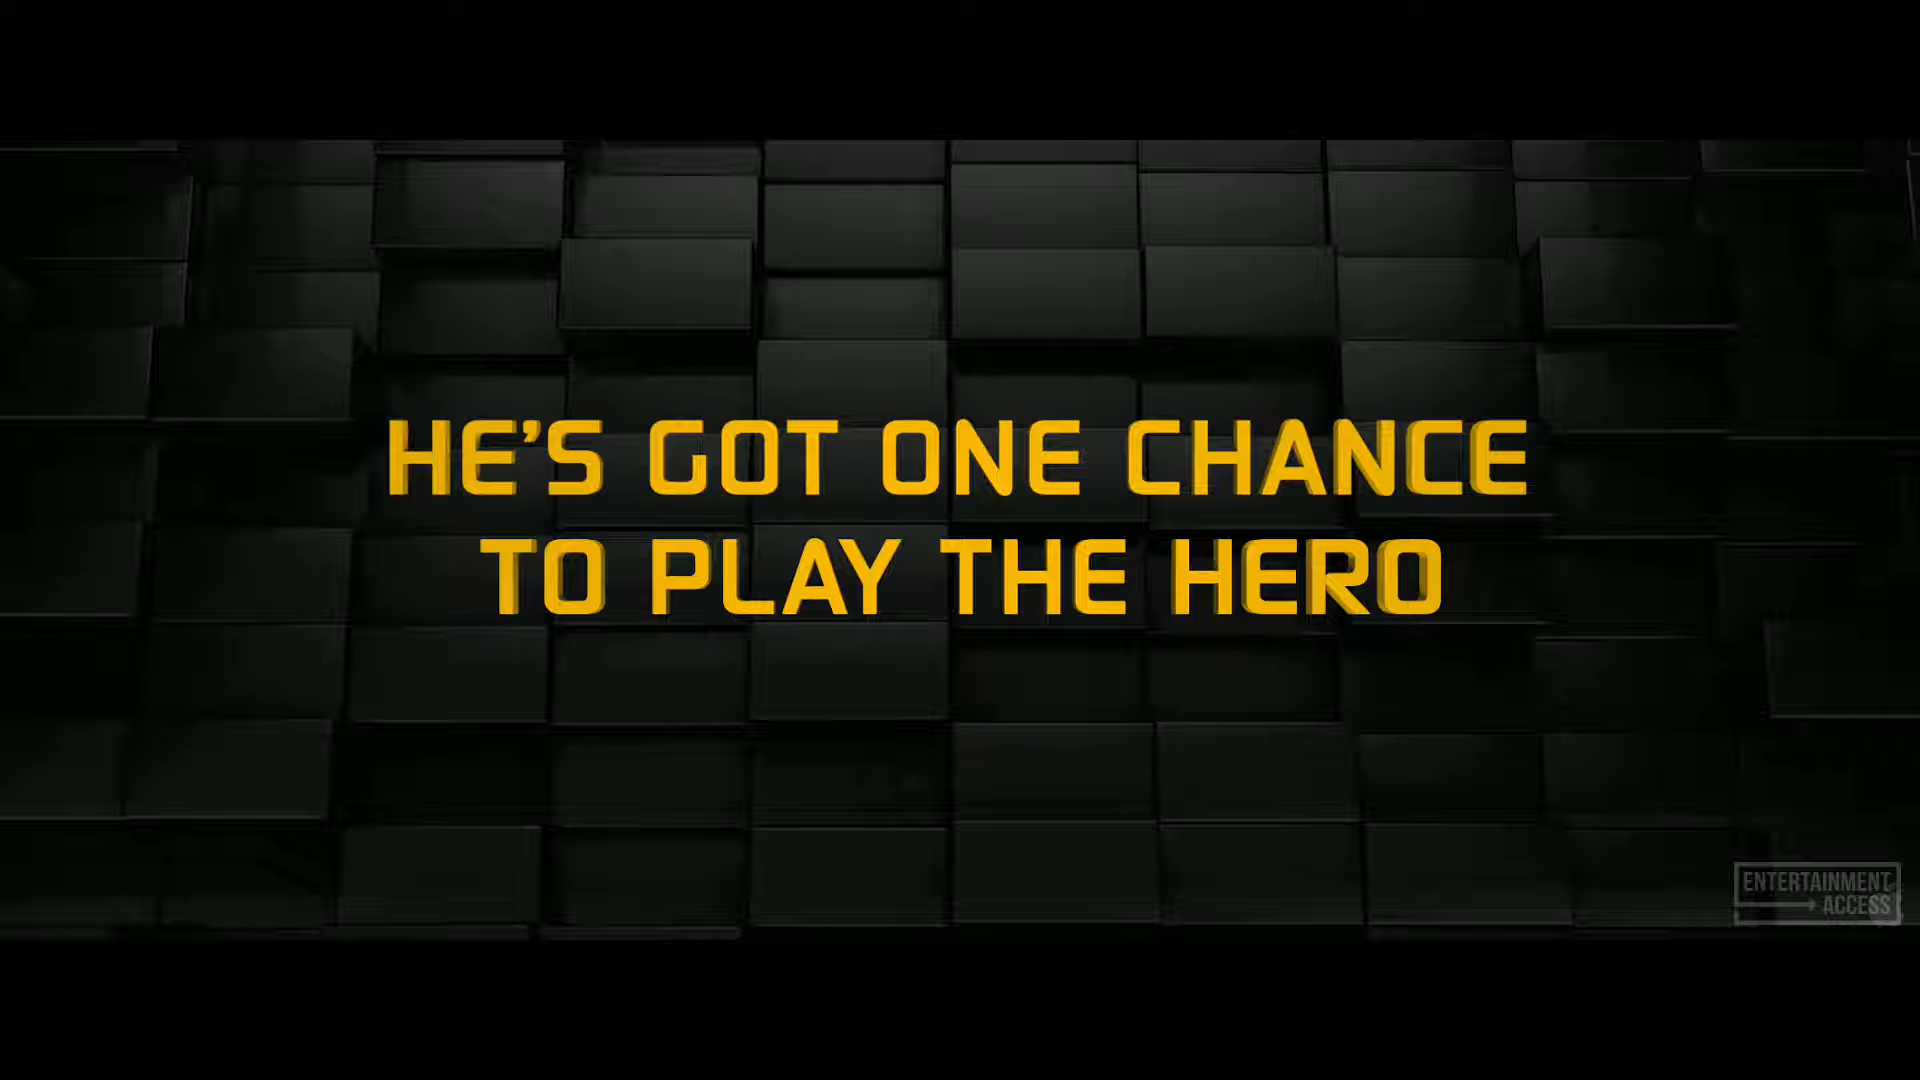 HE'S GOT ONE CHANCE
TO PLAY THE HERO
ENTERTAINMENT
ACCESS